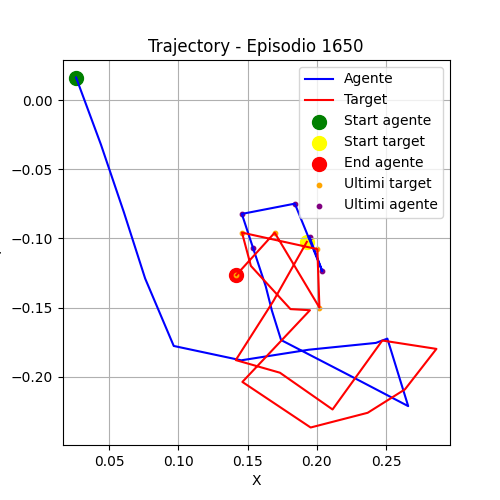 Trajectory - Episodio 1650
Agente
Target
Start agente
Start target
End agente
Ultimi target
Ultimi agente
0.00
−0.05
−0.10
−0.15
−0.20
0.05
0.10
0.15
0.20
0.25
X